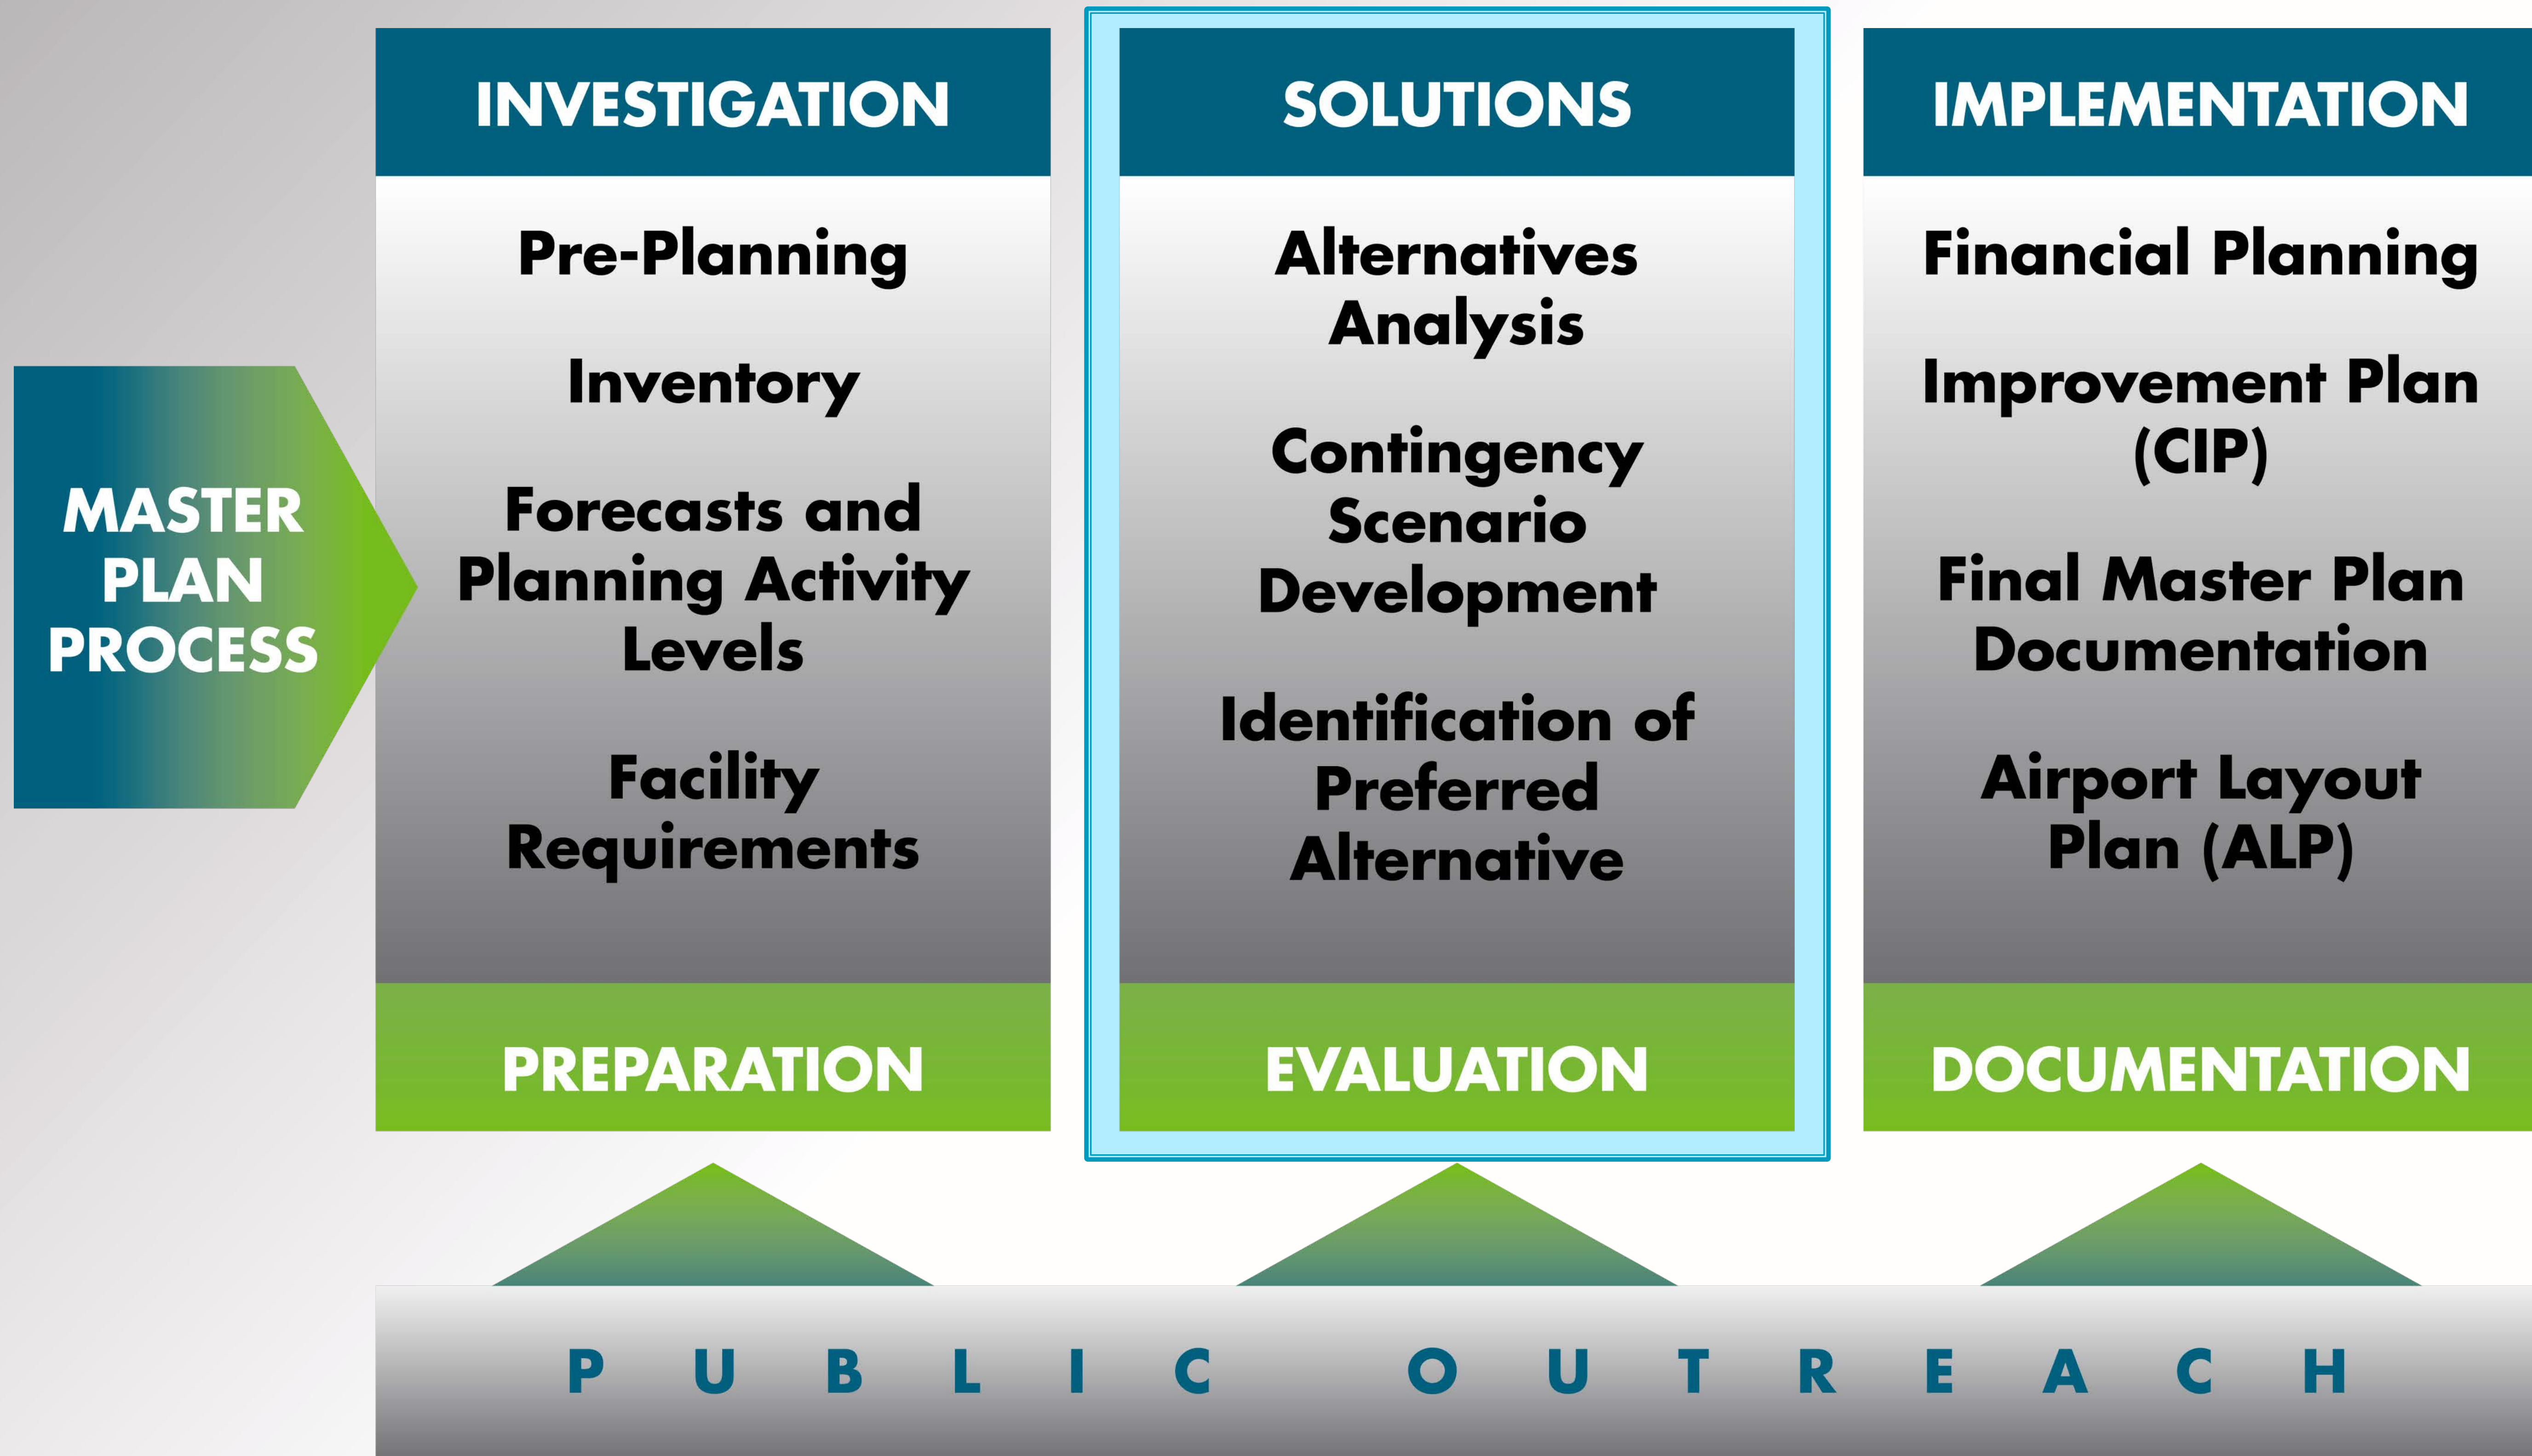 MASTER
PLAN
PROCESS
INVESTIGATION
Pre-Planning
Inventory
Forecasts and
Planning Activity
Levels
Facility
Requirements
PREPARATION
SOLUTIONS
Alternatives
Analysis
Contingency
Scenario
Development
Identification of
Preferred
Alternative
EVALUATION
IMPLEMENTATION
Financial Planning
Improvement Plan
(CIP)
Final Master Plan
Documentation
Airport Layout
Plan (ALP)
DOCUMENTATION
PUBLIC OUTREACH